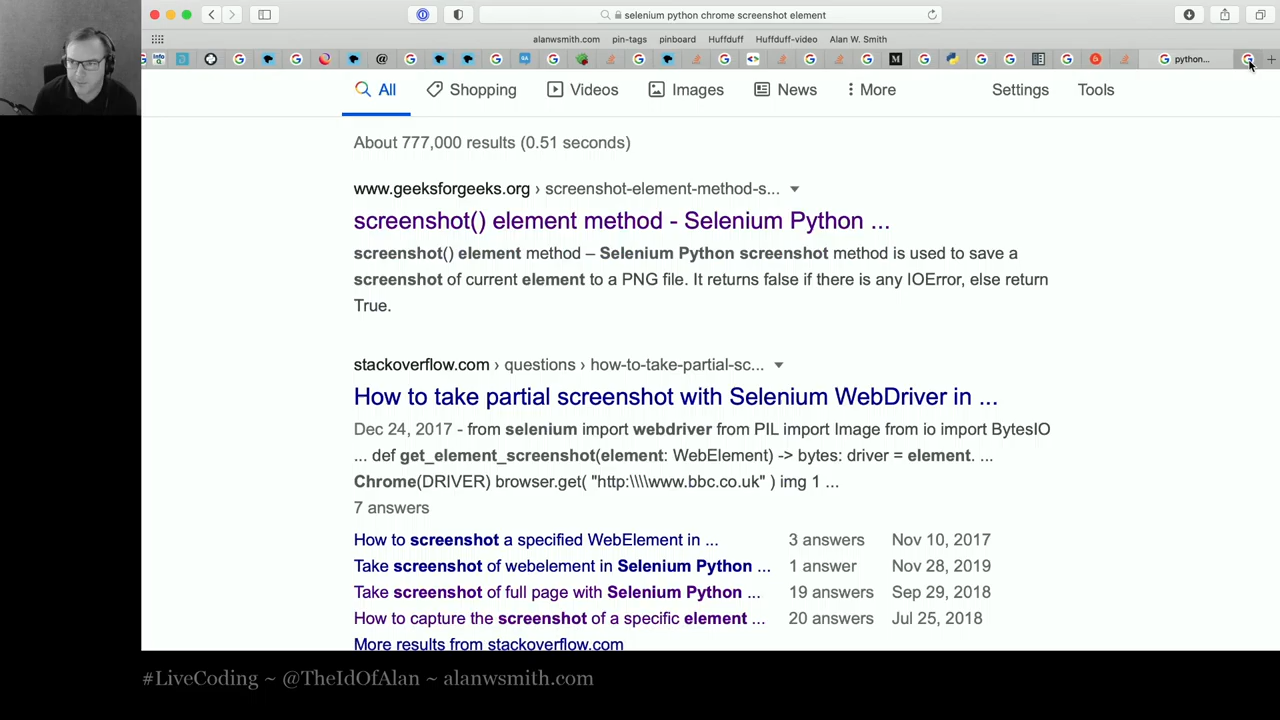 selenium python chrome screenshot element
alanwsmith.com pin-tags pinboard Huffduff Huffduff-video Alan W. Smith
python...
All Shopping Videos Images News More Settings Tools
About 777,000 results (0.51 seconds)
www.geeksforgeeks.org › screenshot-element-method-s...
screenshot() element method - Selenium Python ...
screenshot() element method – Selenium Python screenshot method is used to save a
screenshot of current element to a PNG file. It returns false if there is any IOError, else return
True.
stackoverflow.com › questions › how-to-take-partial-sc...
How to take partial screenshot with Selenium WebDriver in ...
Dec 24, 2017 - from selenium import webdriver from PIL import Image from io import BytesIO
... def get_element_screenshot(element: WebElement) -> bytes: driver = element. ...
Chrome(DRIVER) browser.get( "http:\\\\www.bbc.co.uk" ) img 1 ...
7 answers
How to screenshot a specified WebElement in ... 3 answers Nov 10, 2017
Take screenshot of webelement in Selenium Python ... 1 answer Nov 28, 2019
Take screenshot of full page with Selenium Python ... 19 answers Sep 29, 2018
How to capture the screenshot of a specific element ... 20 answers Jul 25, 2018
More results from stackoverflow.com
#LiveCoding ~ @TheIdOfAlan ~ alanwsmith.com